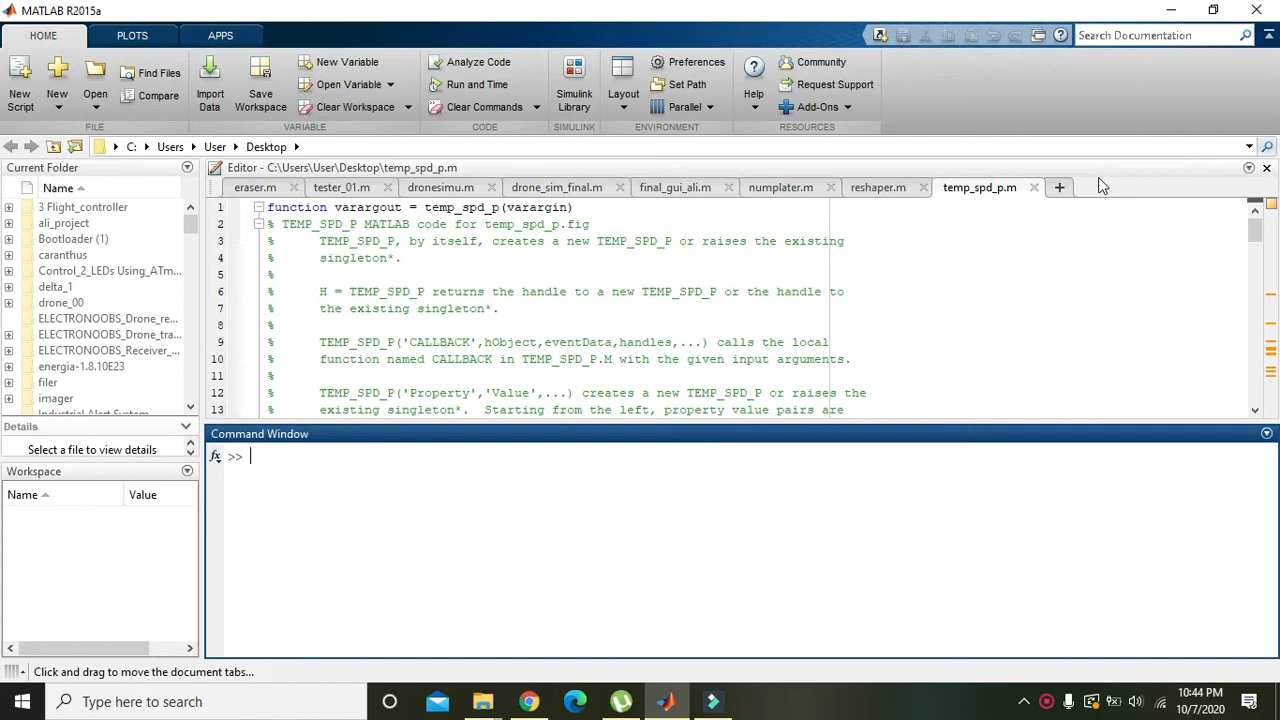 MATLAB R2015a
HOME PLOTS APPS
Search Documentation
New Script
New
Open
Find Files
Compare
FILE
Import Data
Save Workspace
New Variable
Open Variable
Clear Workspace
VARIABLE
Analyze Code
Run and Time
Clear Commands
CODE
Simulink Library
SIMULINK
Layout
Preferences
Set Path
Parallel
ENVIRONMENT
Help
Community
Request Support
Add-Ons
RESOURCES
C: Users User Desktop
Current Folder
Name
3 Flight_controller
ali_project
Bootloader (1)
caranthus
Control_2_LEDs Using_ATm...
delta_1
drone_00
ELECTRONOOBS_Drone_re...
ELECTRONOOBS_Drone_tra...
ELECTRONOOBS_Receiver_...
energia-1.8.10E23
filer
imager
Industrial Alert System
Details
Select a file to view details
Workspace
Name Value
Editor - C:\Users\User\Desktop\temp_spd_p.m
eraser.m tester_01.m dronesimu.m drone_sim_final.m final_gui_ali.m numplater.m reshaper.m temp_spd_p.m
1 function varargout = temp_spd_p(varargin)
2 % TEMP_SPD_P MATLAB code for temp_spd_p.fig
3 % TEMP_SPD_P, by itself, creates a new TEMP_SPD_P or raises the existing
4 % singleton*.
5 %
6 % H = TEMP_SPD_P returns the handle to a new TEMP_SPD_P or the handle to
7 % the existing singleton*.
8 %
9 % TEMP_SPD_P('CALLBACK',hObject,eventData,handles,...) calls the local
10 % function named CALLBACK in TEMP_SPD_P.M with the given input arguments.
11 %
12 % TEMP_SPD_P('Property','Value',...) creates a new TEMP_SPD_P or raises the
13 % existing singleton*. Starting from the left, property value pairs are
Command Window
fx >>
Click and drag to move the document tabs...
Type here to search
10:44 PM
10/7/2020